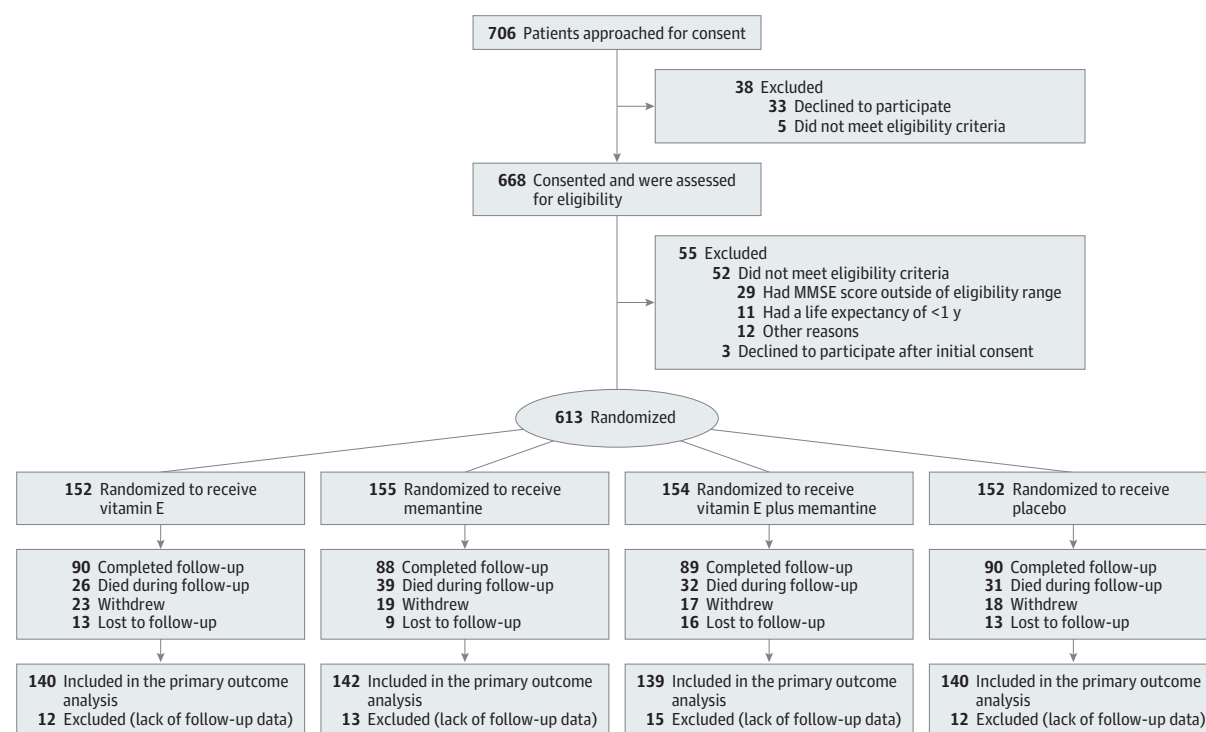 706 Patients approached for consent
38 Excluded
33 Declined to participate
5 Did not meet eligibility criteria
668 Consented and were assessed
for eligibility
55 Excluded
52 Did not meet eligibility criteria
29 Had MMSE score outside of eligibility range
11 Had a life expectancy of <1 y
12 Other reasons
3 Declined to participate after initial consent
613 Randomized
152 Randomized to receive
vitamin E
155 Randomized to receive
memantine
154 Randomized to receive
vitamin E plus memantine
152 Randomized to receive
placebo
90 Completed follow-up
26 Died during follow-up
23 Withdrew
13 Lost to follow-up
88 Completed follow-up
39 Died during follow-up
19 Withdrew
9 Lost to follow-up
89 Completed follow-up
32 Died during follow-up
17 Withdrew
16 Lost to follow-up
90 Completed follow-up
31 Died during follow-up
18 Withdrew
13 Lost to follow-up
140 Included in the primary outcome
analysis
12 Excluded (lack of follow-up data)
142 Included in the primary outcome
analysis
13 Excluded (lack of follow-up data)
139 Included in the primary outcome
analysis
15 Excluded (lack of follow-up data)
140 Included in the primary outcome
analysis
12 Excluded (lack of follow-up data)